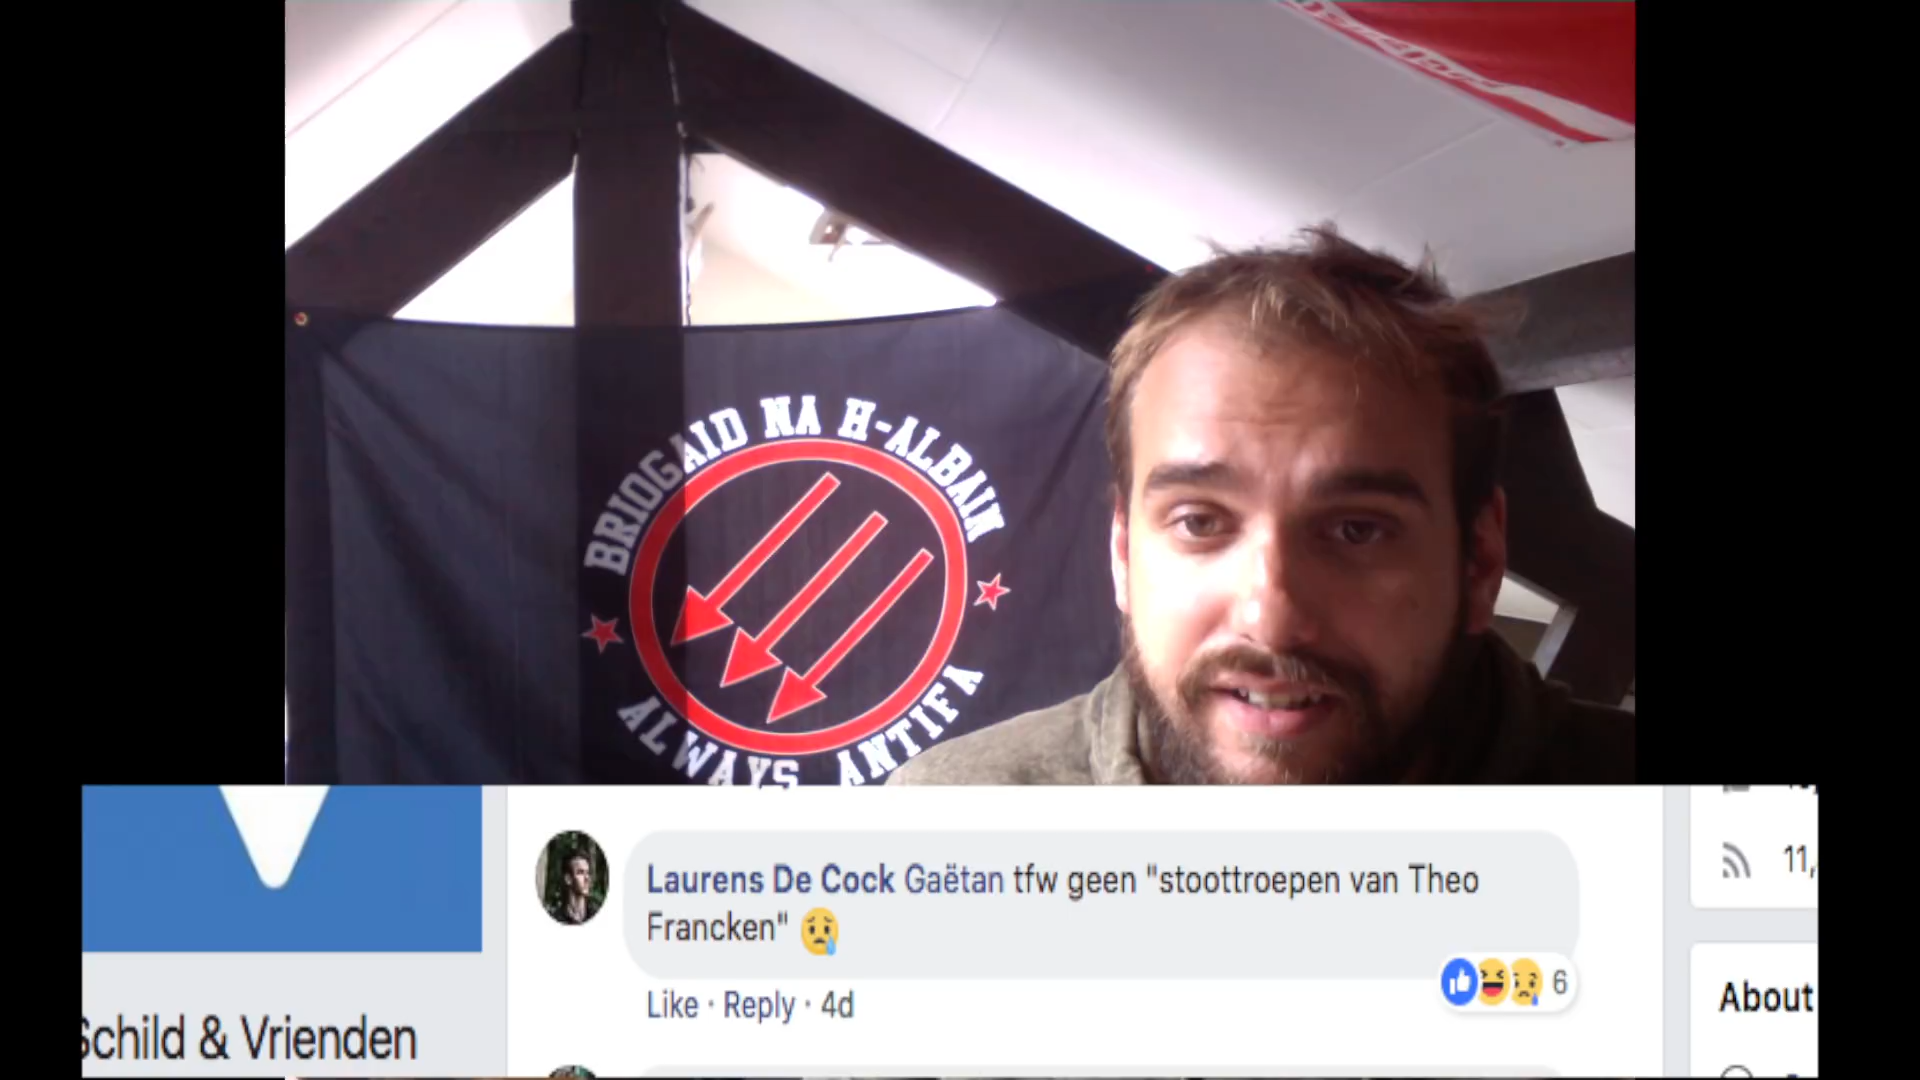 BRIOGAID NA H-ALBAIN
ALWAYS ANTIFA
Laurens De Cock Gaëtan tfw geen "stoottroepen van Theo
Francken" 😢
6
Like · Reply · 4d
Schild & Vrienden
11,
About